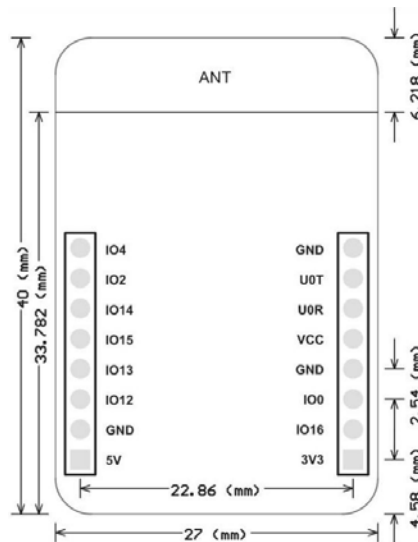 ANT
6.218 (mm)
40 (mm)
33.782 (mm)
IO4
IO2
IO14
IO15
IO13
IO12
GND
5V
GND
U0T
U0R
VCC
GND
IO0
IO16
3V3
2.54 (mm)
4.58 (mm)
22.86 (mm)
27 (mm)